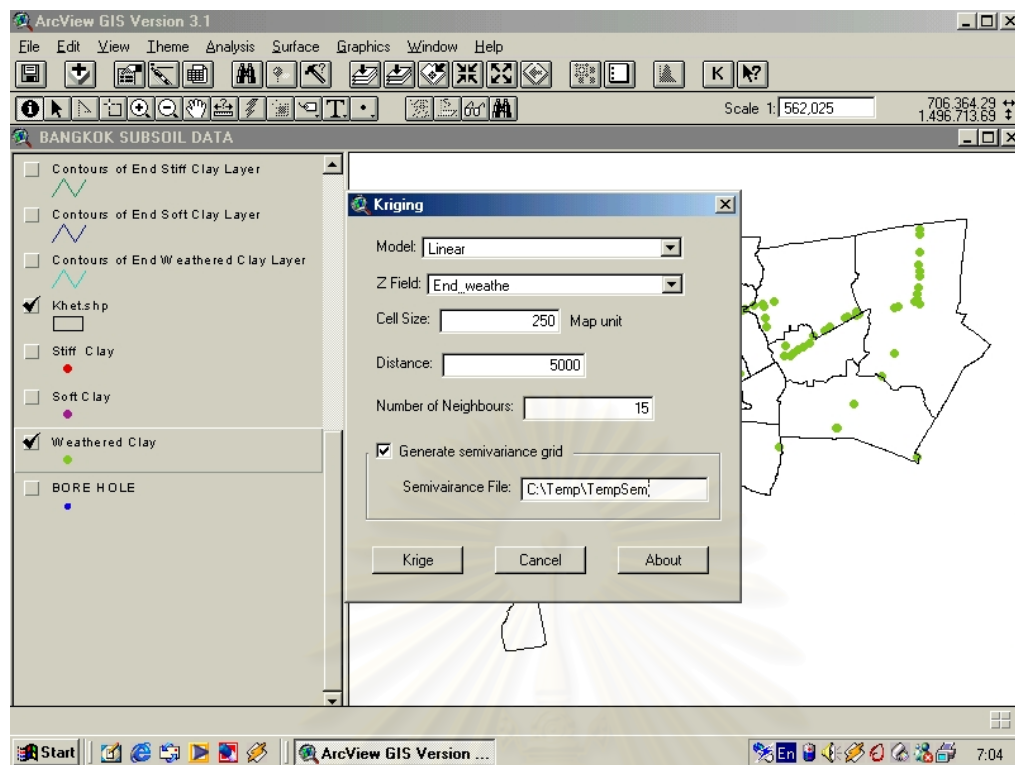 ArcView GIS Version 3.1
File Edit View Theme Analysis Surface Graphics Window Help
K ?
T Scale 1: 562,025 706,364.29
1,496,713.69
BANGKOK SUBSOIL DATA
Contours of End Stiff Clay Layer
Contours of End Soft Clay Layer
Contours of End Weathered Clay Layer
Khet.shp
Stiff Clay
Soft Clay
Weathered Clay
BORE HOLE
Kriging
Model: Linear
Z Field: End_weathe
Cell Size: 250 Map unit
Distance: 5000
Number of Neighbours: 15
Generate semivariance grid
Semivairance File: C:\Temp\TempSem
Krige Cancel About
Start ArcView GIS Version ... En 7:04